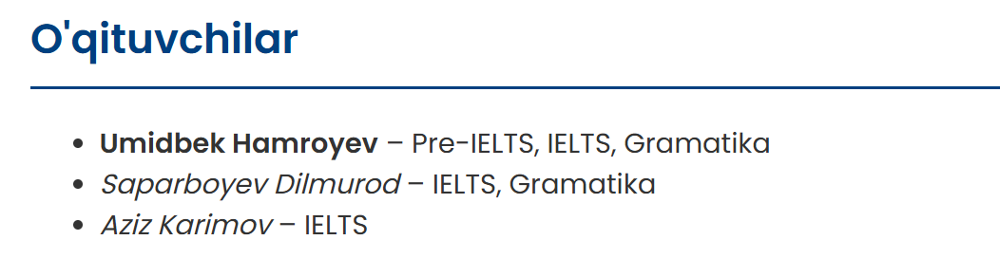 O'qituvchilar
Umidbek Hamroyev – Pre-IELTS, IELTS, Gramatika
Saparboyev Dilmurod – IELTS, Gramatika
Aziz Karimov – IELTS